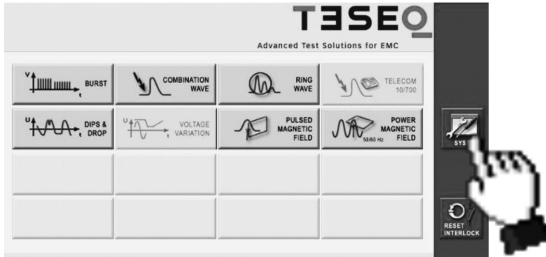 TESEQ
Advanced Test Solutions for EMC
V
t
BURST
COMBINATION
WAVE
RING
WAVE
TELECOM
10/700
U
t
DIPS &
DROP
U
t
VOLTAGE
VARIATION
PULSED
MAGNETIC
FIELD
50/60 Hz
POWER
MAGNETIC
FIELD
SYS
RESET
INTERLOCK